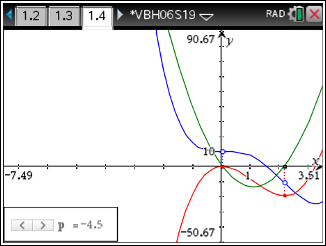 1.2 1.3 1.4 *VBH06S19 RAD
90.67 y
10
x
-7.49 1 3.51
p =-4.5
-50.67